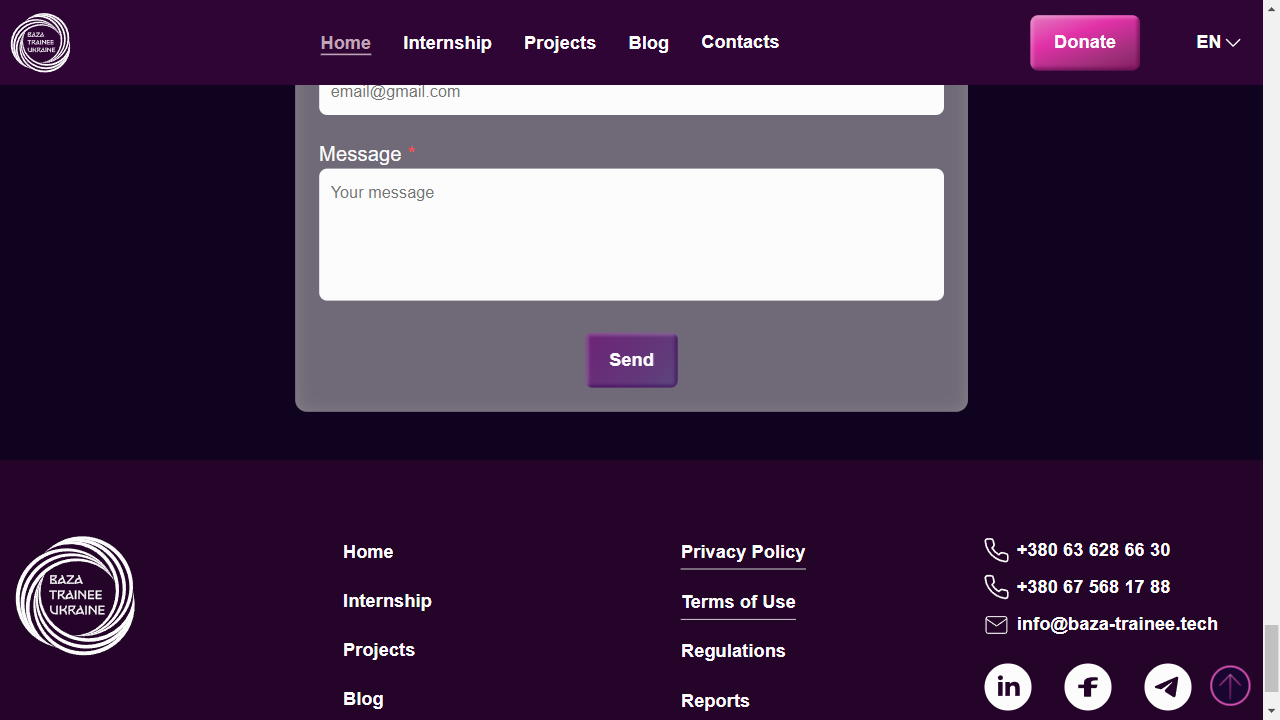 BAZA
TRAINEE
UKRAINE
Home
Internship
Projects
Blog
Contacts
Donate
EN
email@gmail.com
Message *
Your message
Send
BAZA
TRAINEE
UKRAINE
Home
Internship
Projects
Blog
Privacy Policy
Terms of Use
Regulations
Reports
+380 63 628 66 30
+380 67 568 17 88
info@baza-trainee.tech
in
f